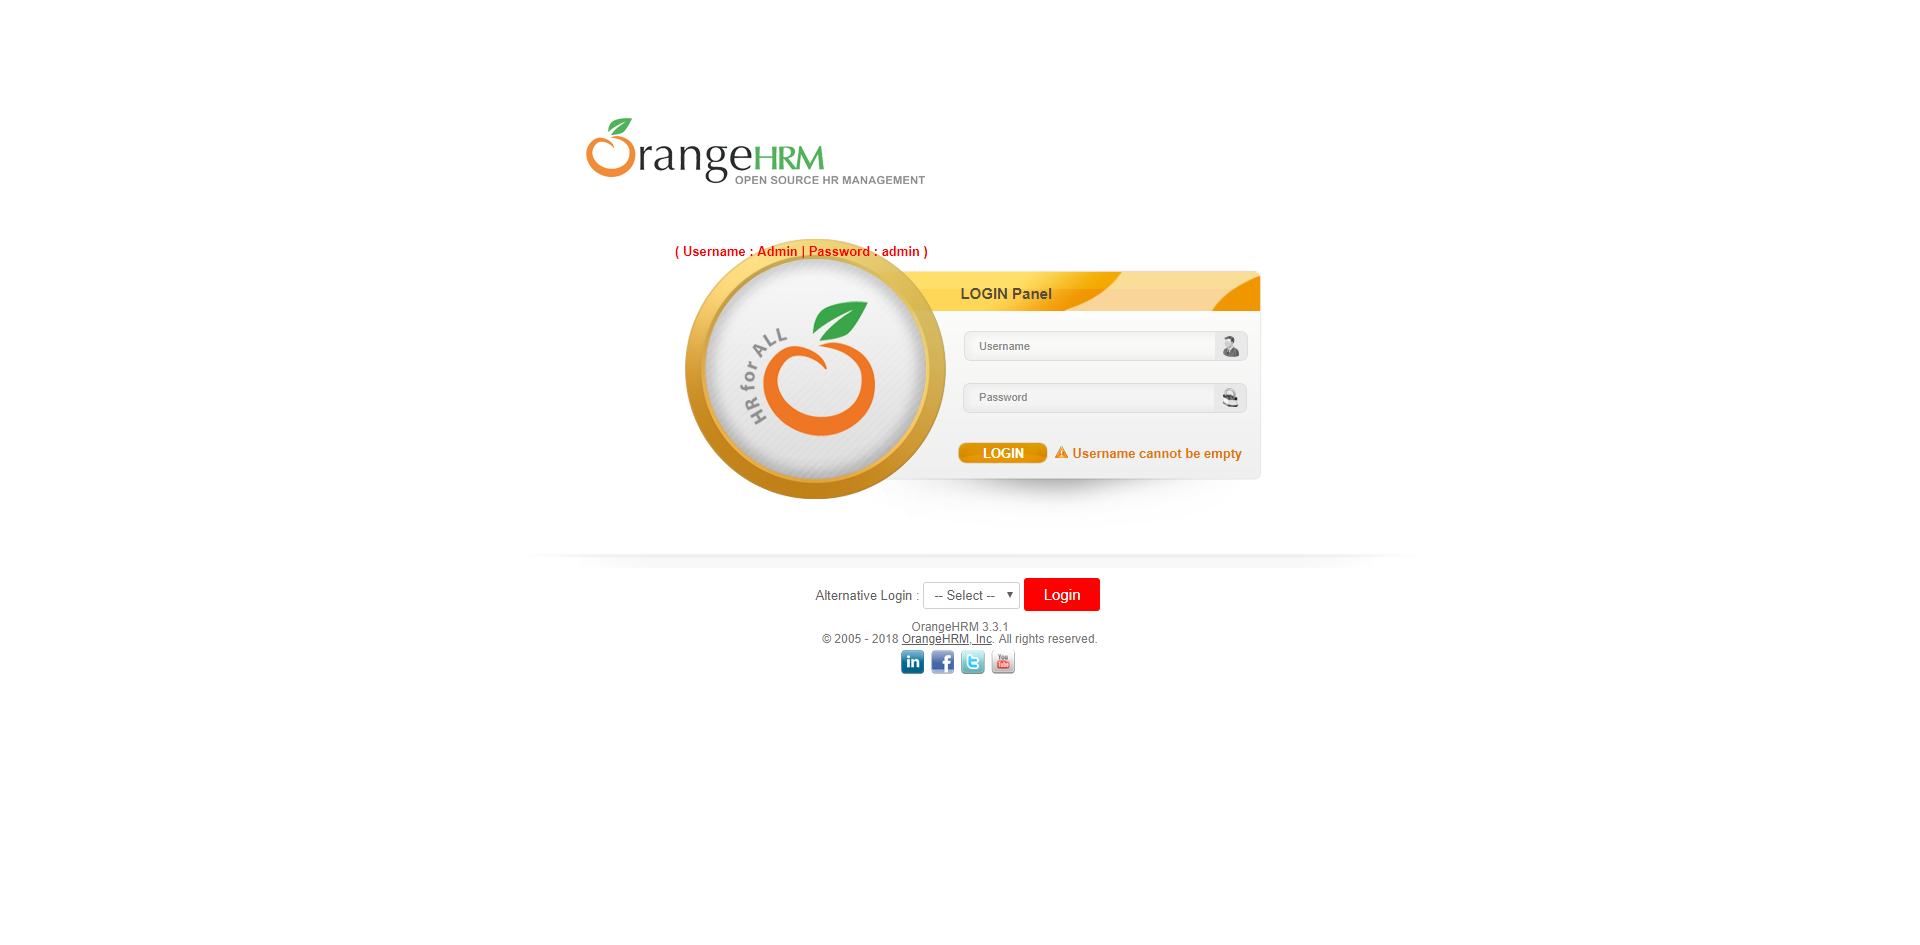 OrangeHRM
OPEN SOURCE HR MANAGEMENT
( Username : Admin | Password : admin )
LOGIN Panel
HR for ALL
Username
Password
LOGIN
Username cannot be empty
Alternative Login : -- Select -- Login
OrangeHRM 3.3.1
© 2005 - 2018 OrangeHRM, Inc. All rights reserved.
in f t You Tube